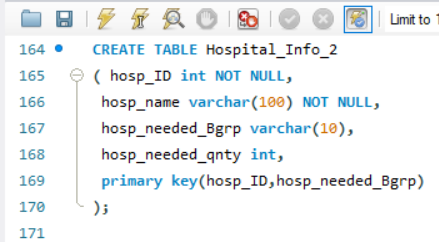 Limit to 1
164 CREATE TABLE Hospital_Info_2
165 ( hosp_ID int NOT NULL,
166 hosp_name varchar(100) NOT NULL,
167 hosp_needed_Bgrp varchar(10),
168 hosp_needed_qnty int,
169 primary key(hosp_ID,hosp_needed_Bgrp)
170 );
171